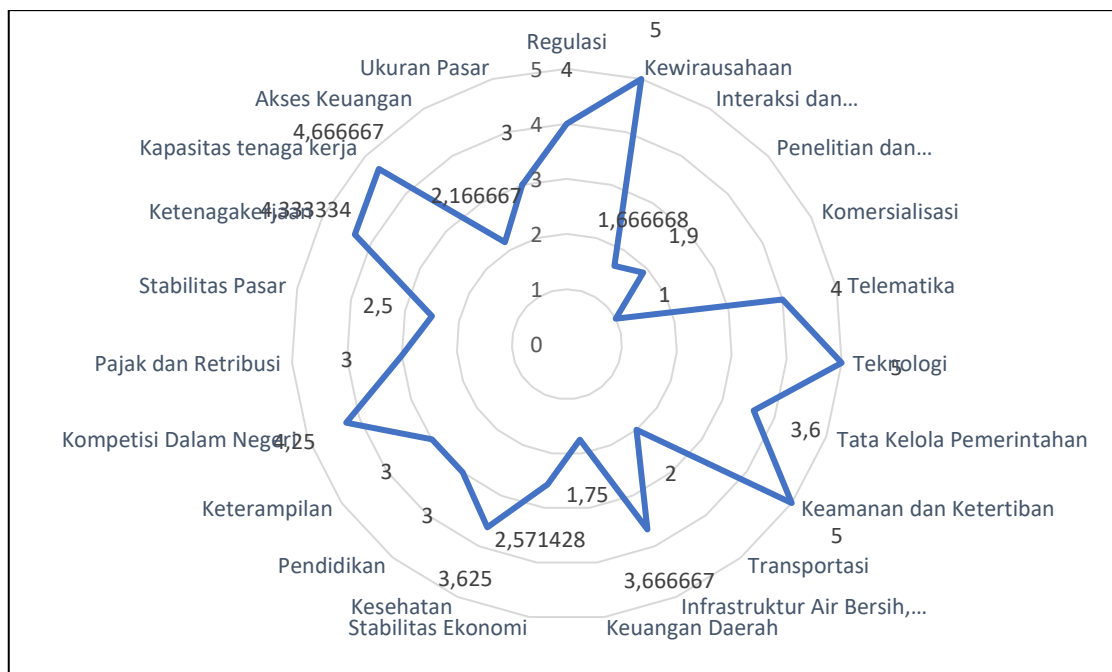 5
Regulasi
Kewirausahaan
Interaksi dan...
Penelitian dan...
Komersialisasi
Telematika
Teknologi
Tata Kelola Pemerintahan
Keamanan dan Ketertiban
Transportasi
Infrastruktur Air Bersih,...
Keuangan Daerah
Stabilitas Ekonomi
Kesehatan
Pendidikan
Keterampilan
Kompetisi Dalam Negeri
Pajak dan Retribusi
Stabilitas Pasar
Ketenagakerjaan
Kapasitas tenaga kerja
Akses Keuangan
Ukuran Pasar
5
4
3
2
1
0
4
1,666668
1,9
1
4
5
3,6
5
2
3,666667
1,75
2,571428
3,625
3
3
4,25
3
2,5
4,333334
4,666667
2,166667
3